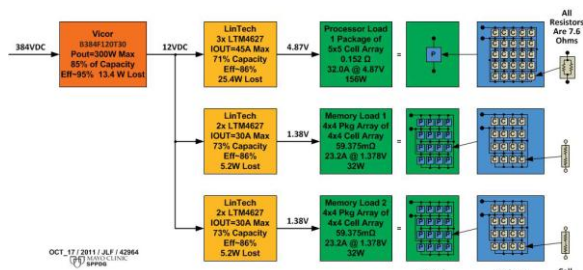 384VDC
Vicor
B384F120T30
Pout=300W Max
85% of Capacity
Eff~95% 13.4 W Lost
12VDC
LinTech
3x LTM4627
IOUT=45A Max
71% Capacity
Eff~86%
25.4W Lost
4.87V
Processor Load
1 Package of
5x5 Cell Array
0.152 Ω
32.0A @ 4.87V
156W
=
P
All
Resistors
Are 7.6
Ohms
LinTech
2x LTM4627
IOUT=30A Max
73% Capacity
Eff~86%
5.2W Lost
1.38V
Memory Load 1
4x4 Pkg Array of
4x4 Cell Array
59.375mΩ
23.2A @ 1.378V
32W
=
LinTech
2x LTM4627
IOUT=30A Max
73% Capacity
Eff~86%
5.2W Lost
1.38V
Memory Load 2
4x4 Pkg Array of
4x4 Cell Array
59.375mΩ
23.2A @ 1.378V
32W
=
OCT_17 / 2011 / JLF / 42964
MAYO CLINIC
SPPDG